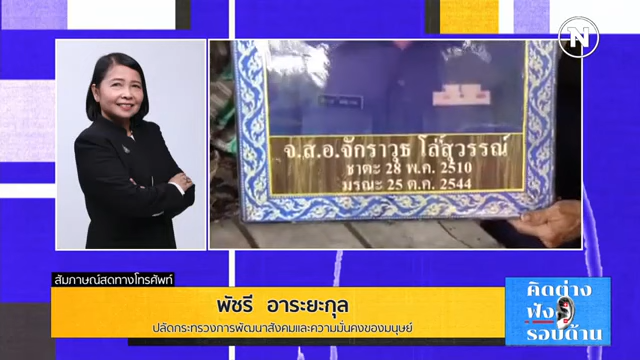 N
จ.ส.อ.จักราวุธ โล่สุวรรณ์
ชาตะ 28 พ.ค. 2510
มรณะ 25 ต.ค. 2544
สัมภาษณ์สดทางโทรศัพท์
พัชรี อาระยะกุล
ปลัดกระทรวงการพัฒนาสังคมและความมั่นคงของมนุษย์
คิดต่าง
ฟัง
รอบด้าน